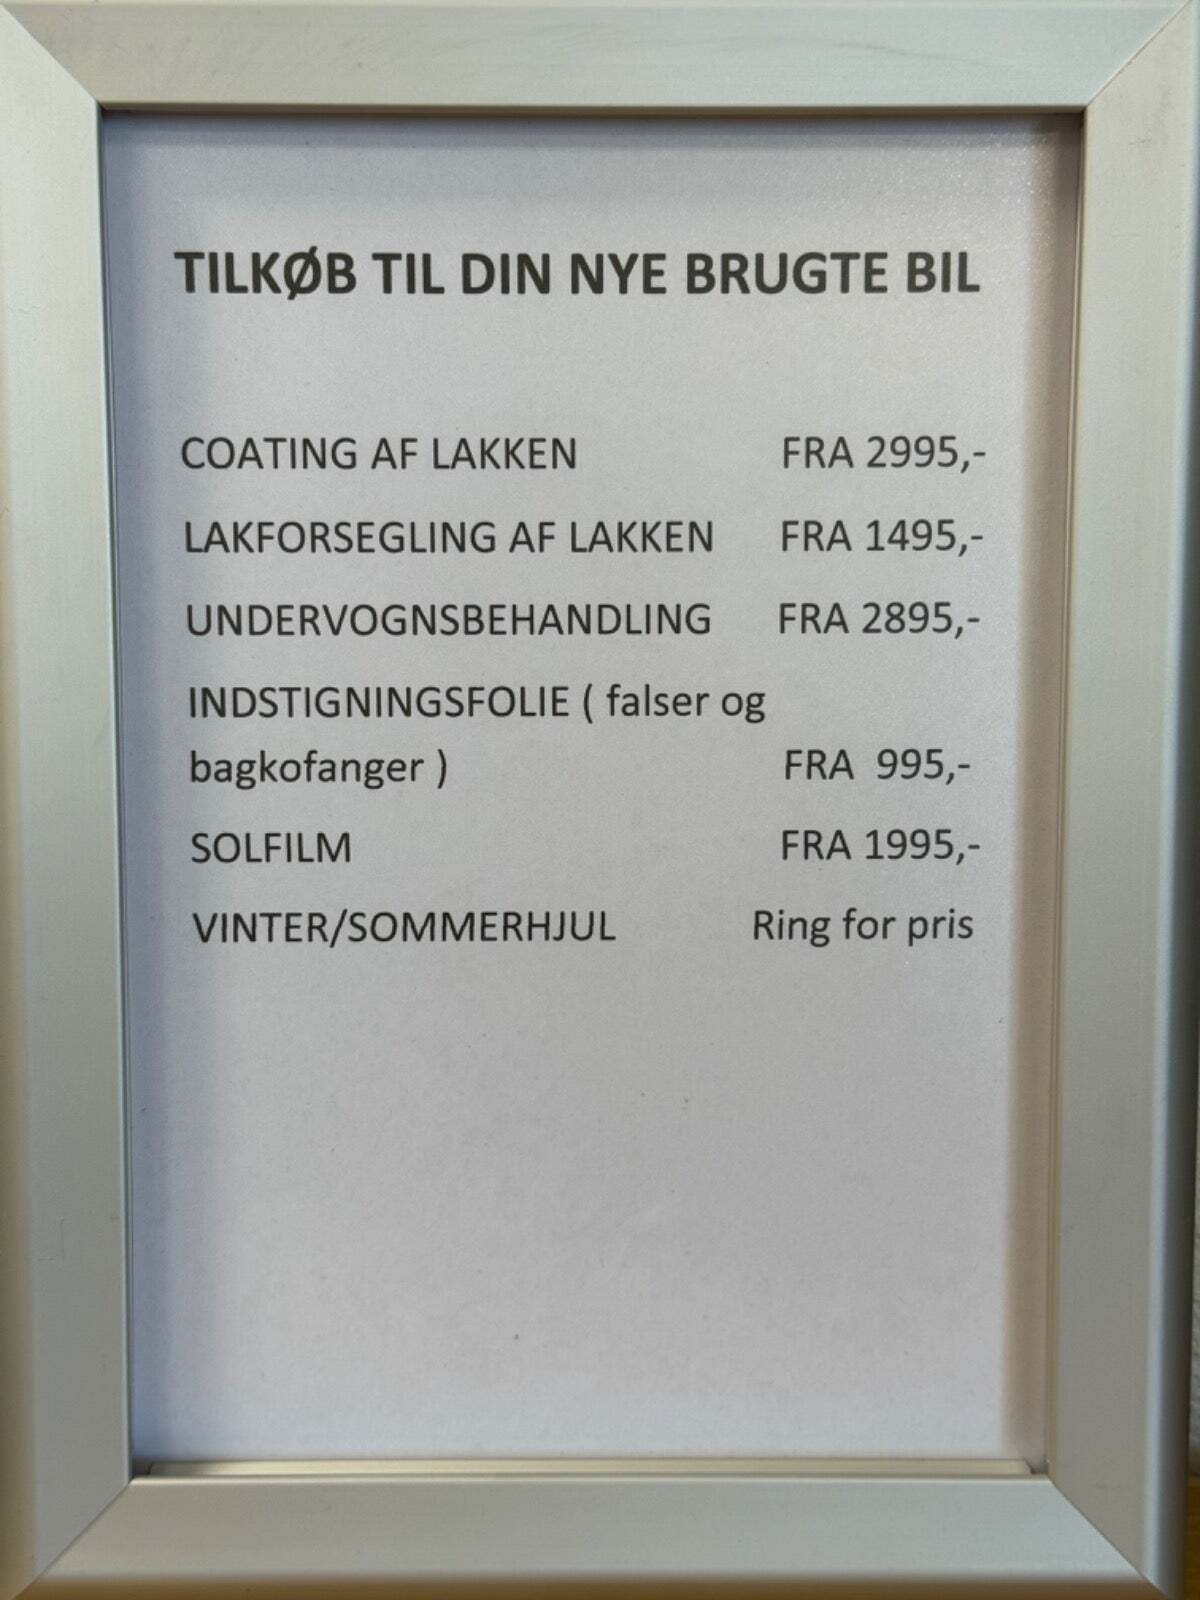 TILKØB TIL DIN NYE BRUGTE BIL
COATING AF LAKKEN FRA 2995,-
LAKFORSEGLING AF LAKKEN FRA 1495,-
UNDERVOGNSBEHANDLING FRA 2895,-
INDSTIGNINGSFOLIE ( falser og
bagkofanger ) FRA 995,-
SOLFILM FRA 1995,-
VINTER/SOMMERHJUL Ring for pris